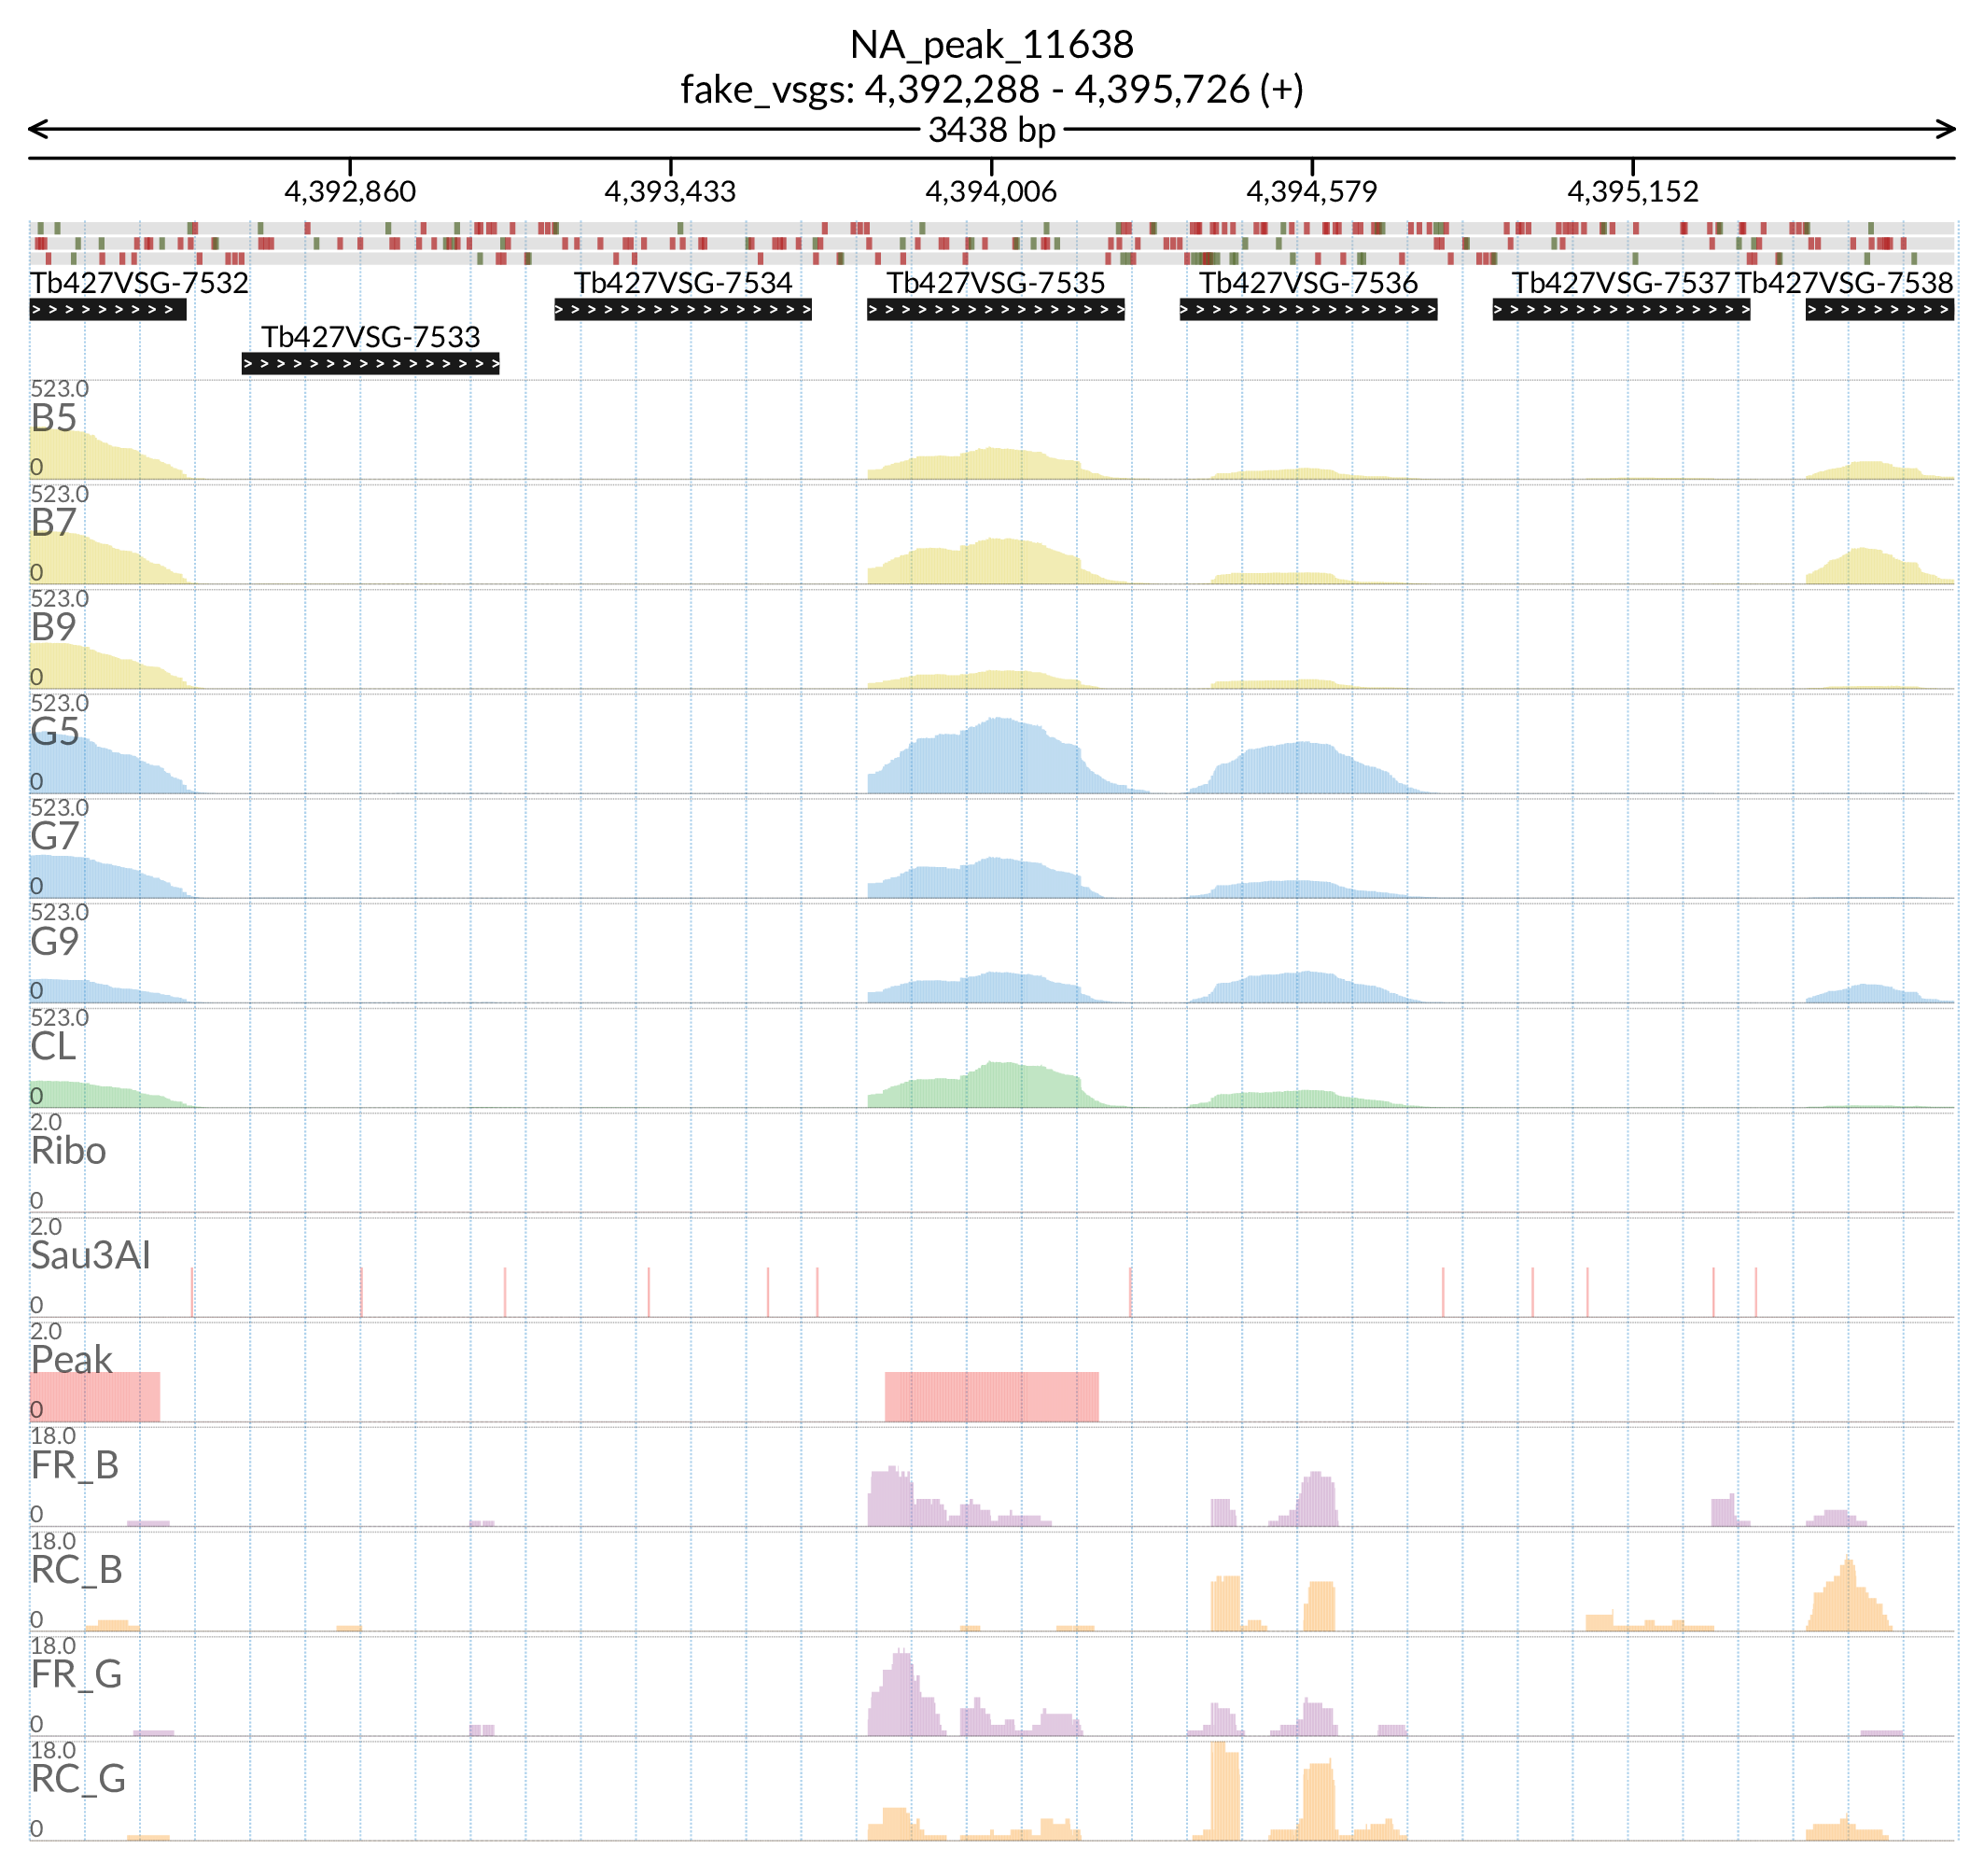 NA_peak_11638
fake_vsgs: 4,392,288 - 4,395,726 (+)
3438 bp
4,392,860 4,393,433 4,394,006 4,394,579 4,395,152
Tb427VSG-7532 Tb427VSG-7534 Tb427VSG-7535 Tb427VSG-7536 Tb427VSG-7537 Tb427VSG-7538
Tb427VSG-7533
523.0
B5
0
523.0
B7
0
523.0
B9
0
523.0
G5
0
523.0
G7
0
523.0
G9
0
523.0
CL
0
2.0
Ribo
0
2.0
Sau3AI
0
2.0
Peak
0
18.0
FR_B
0
18.0
RC_B
0
18.0
FR_G
0
18.0
RC_G
0